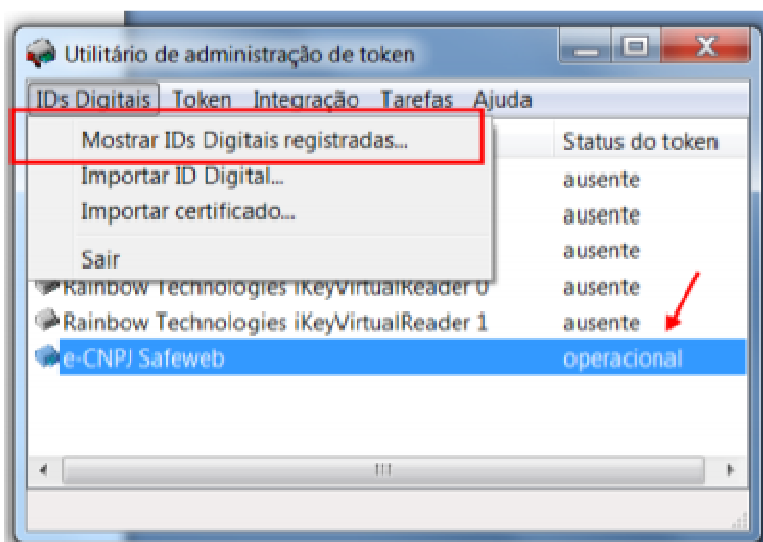 Utilitário de administração de token
IDs Digitais Token Integração Tarefas Ajuda
Mostrar IDs Digitais registradas...
Status do token
Importar ID Digital...
ausente
Importar certificado...
ausente
Sair
ausente
Rainbow Technologies iKeyVirtualReader 0 ausente
Rainbow Technologies iKeyVirtualReader 1 ausente
e-CNPJ Safeweb operacional